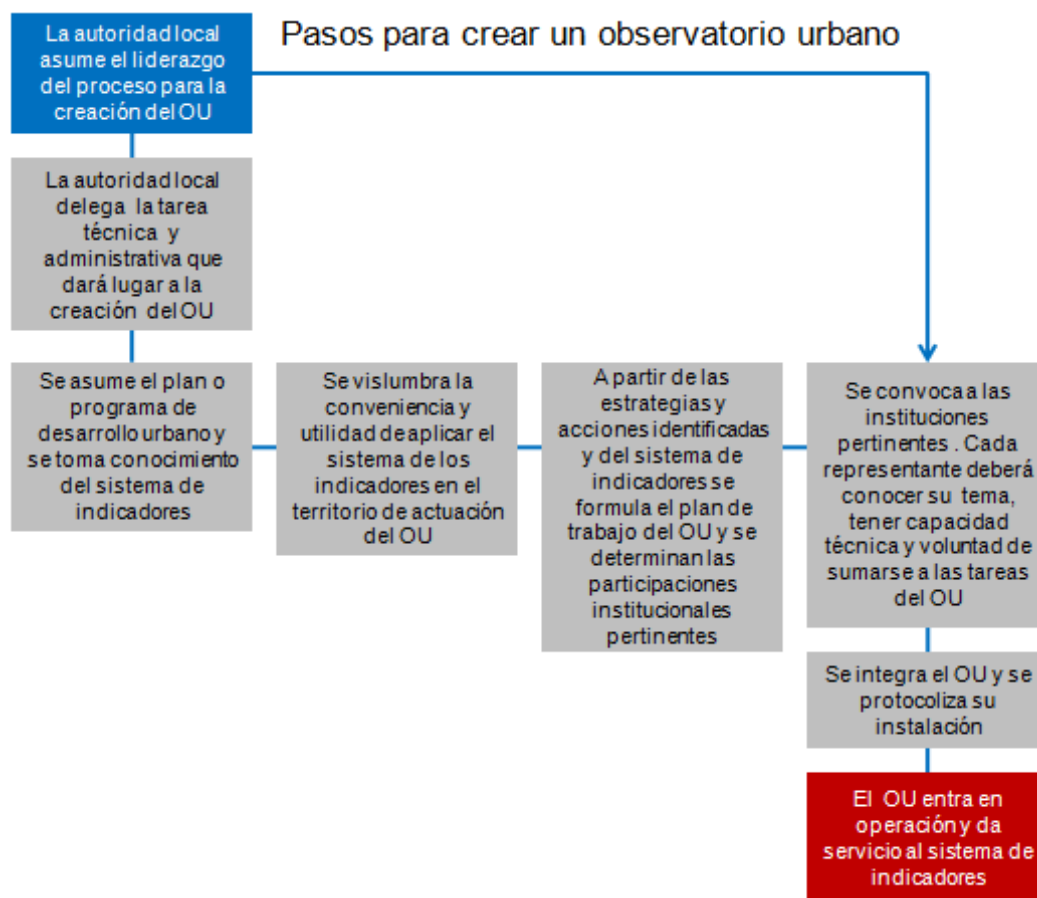 Pasos para crear un observatorio urbano
La autoridad local
asume el liderazgo
del proceso para la
creación del OU
La autoridad local
delega la tarea
técnica y
administrativa que
dará lugar a la
creación del OU
Se asume el plan o
programa de
desarrollo urbano y
se toma conocimiento
del sistema de
indicadores
Se vislumbra la
conveniencia y
utilidad de aplicar el
sistema de los
indicadores en el
territorio de actuación
del OU
A partir de las
estrategias y
acciones identificadas
y del sistema de
indicadores se
formula el plan de
trabajo del OU y se
determinan las
participaciones
institucionales
pertinentes
Se convoca a las
instituciones
pertinentes . Cada
representante deberá
conocer su tema,
tener capacidad
técnica y voluntad de
sumarse a las tareas
del OU
Se integra el OU y se
protocoliza su
instalación
El OU entra en
operación y da
servicio al sistema de
indicadores